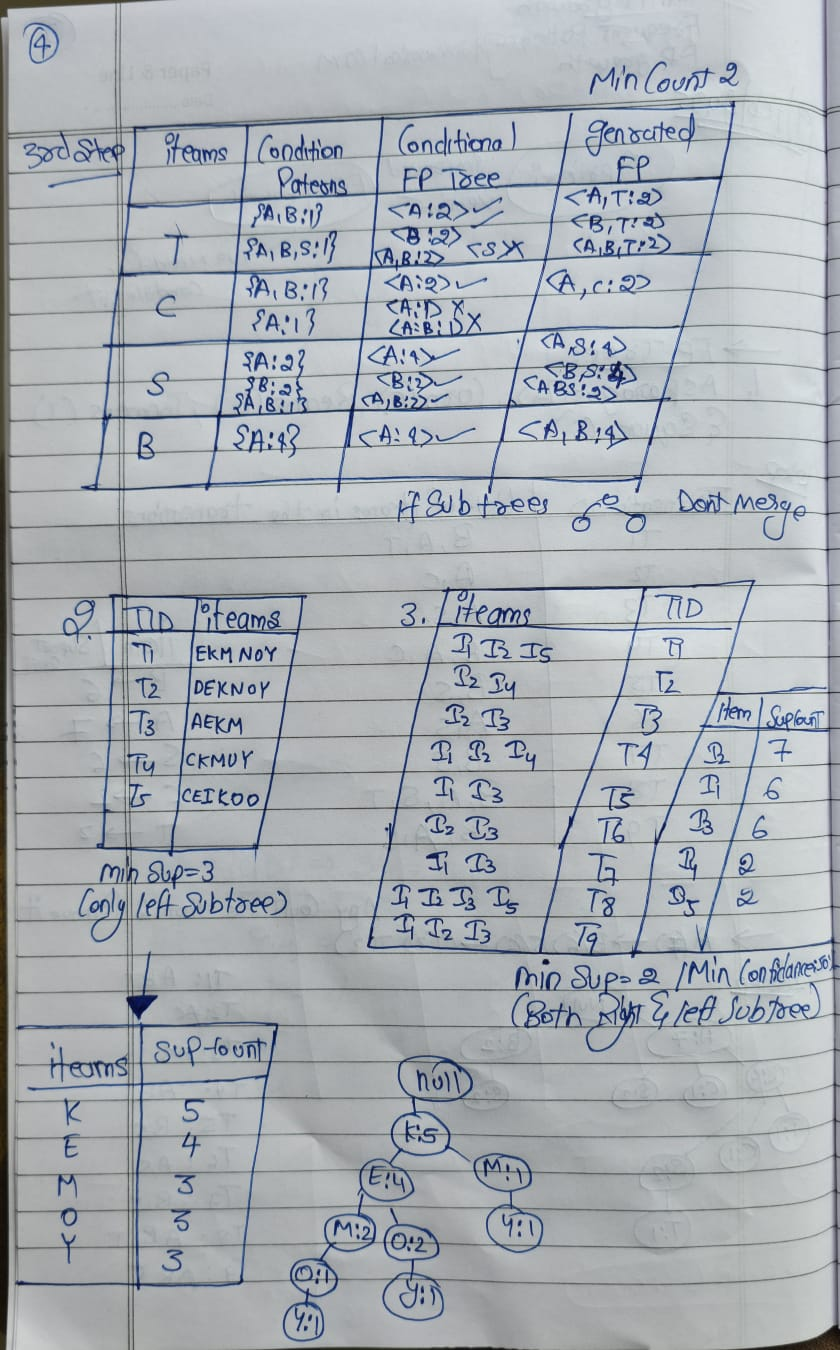 4
Min Count 2
3rd Step
iteams | Condition Paterns | Conditional FP Tree | genrated FP
T | {A,B:1} {A,B,S:1} | <A:2>✓ <B:2> <A,B:2> <S>X | <A,T:2> <B,T:2> <A,B,T:2>
C | {A,B:1} {A:1} | <A:2>✓ <A:1>X <A:B:1>X | <A,C:2>
S | {A:2} {B:2} {A,B:1} | <A:4>✓ <B:2>✓ <A,B:2>✓ | <A,S:4> <B,S: <ABS:2>
B | {A:4} | <A:4>✓ | <A,B:4>
if Sub trees Dont Merge
2.
TID | iteams
T1 | EKMNOY
T2 | DEKNOY
T3 | AEKM
T4 | CKMUY
T5 | CEIKOO
min Sup=3
(only left Subtree)
3.
iteams | TID
I1 I2 I5 | T1
I2 I4 | T2
I2 I3 | T3
I1 I2 I4 | T4
I1 I3 | T5
I2 I3 | T6
I1 I3 | T7
I1 I2 I3 I5 | T8
I1 I2 I3 | T9
Item | SupCount
I2 | 7
I1 | 6
I3 | 6
I4 | 2
I5 | 2
Min Sup=2 /Min Confidance
(Both Right & left Subtree)
iteams | Sup-Count
K | 5
E | 4
M | 3
O | 3
Y | 3
null
K:5
E:4 M:1
M:2 O:2 Y:1
O:1 Y:1
Y:1